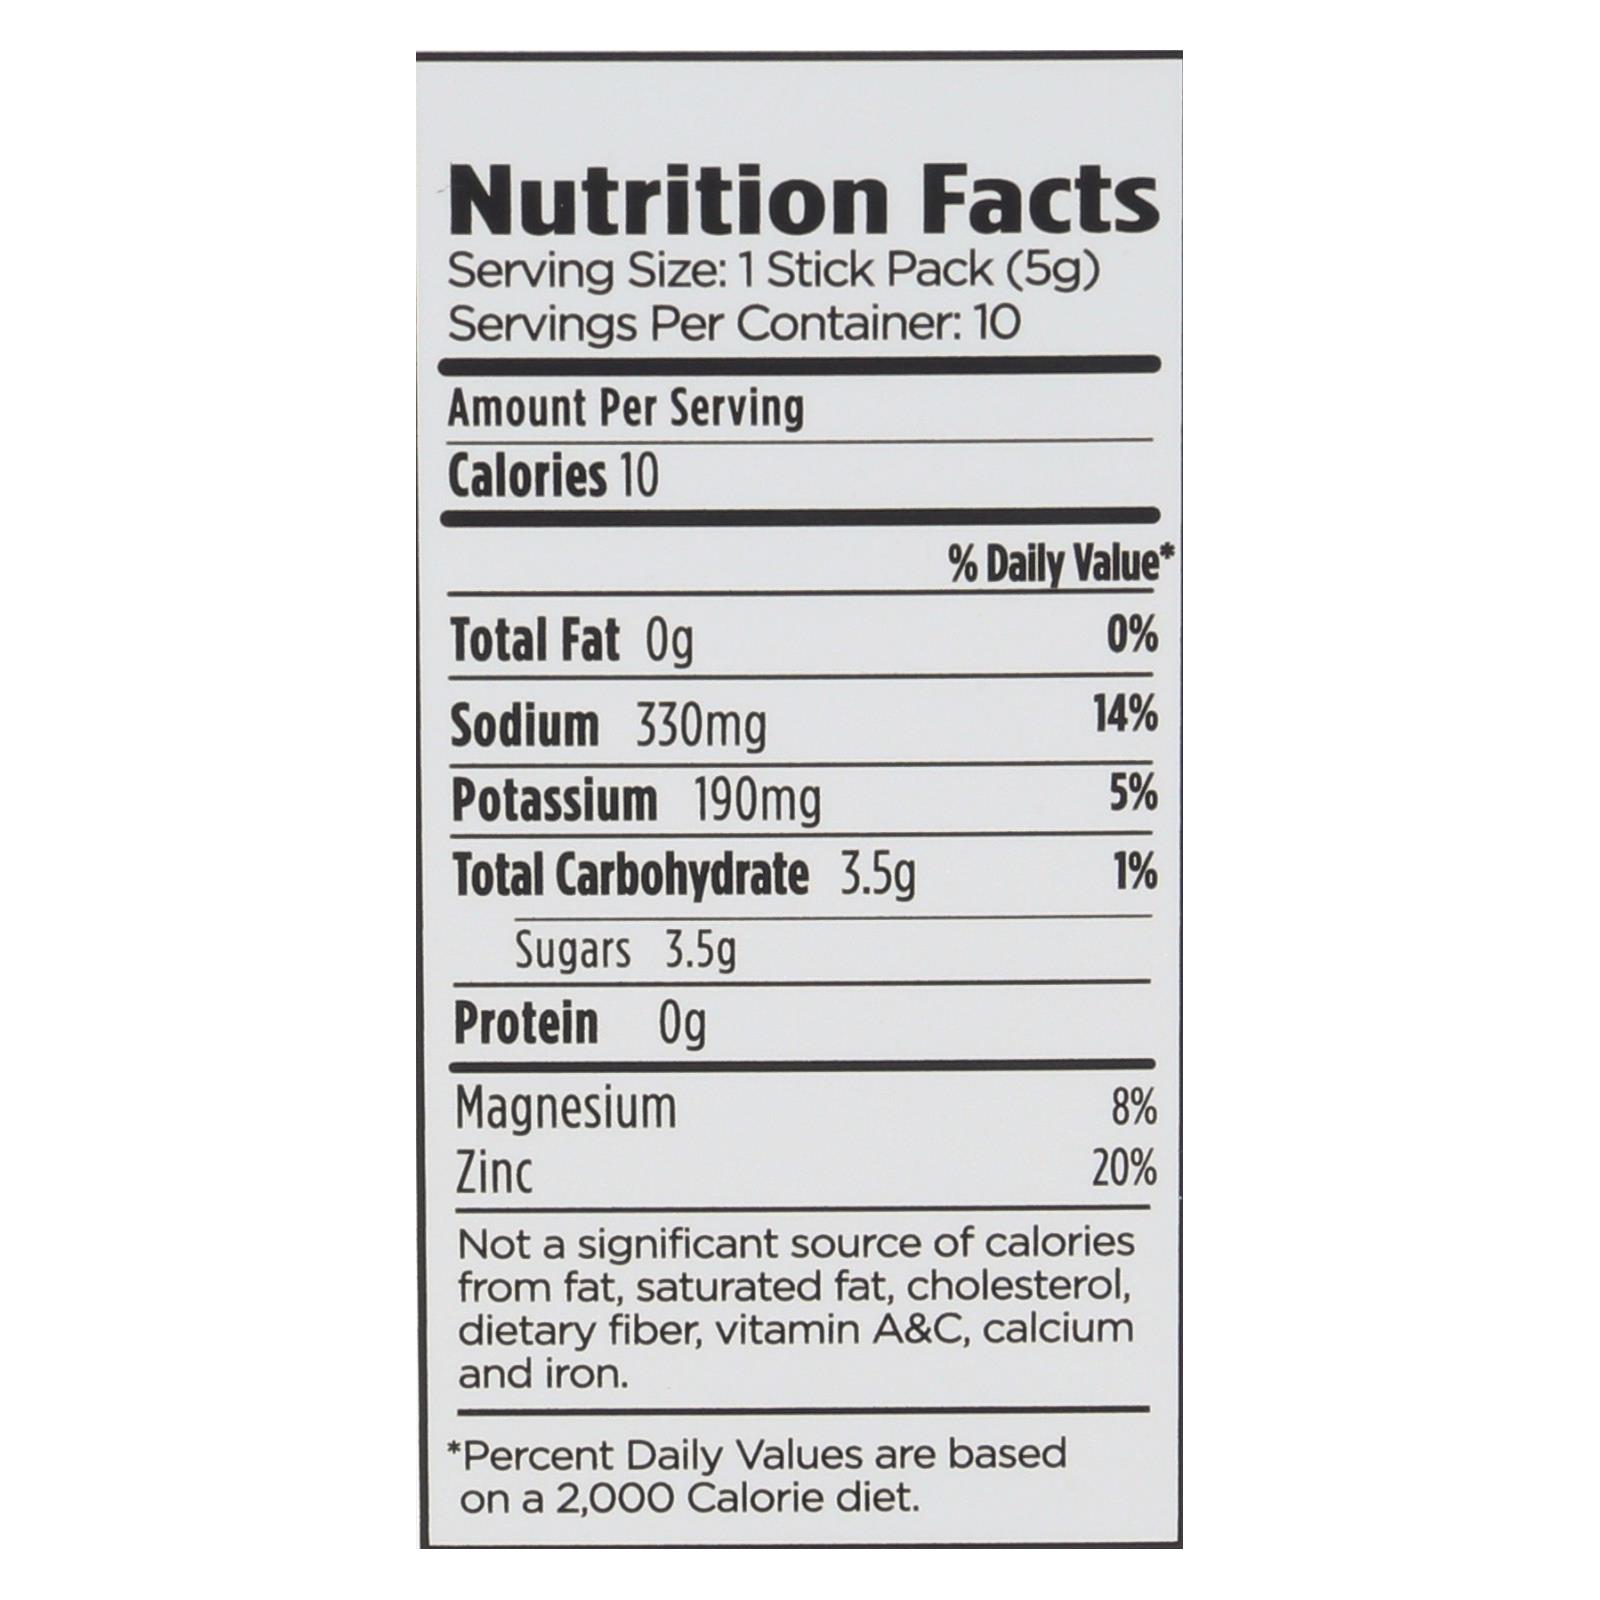 Nutrition Facts
Serving Size: 1 Stick Pack (5g)
Servings Per Container: 10
Amount Per Serving
Calories 10
% Daily Value*
Total Fat 0g 0%
Sodium 330mg 14%
Potassium 190mg 5%
Total Carbohydrate 3.5g 1%
Sugars 3.5g
Protein 0g
Magnesium 8%
Zinc 20%
Not a significant source of calories
from fat, saturated fat, cholesterol,
dietary fiber, vitamin A&C, calcium
and iron.
*Percent Daily Values are based
on a 2,000 Calorie diet.